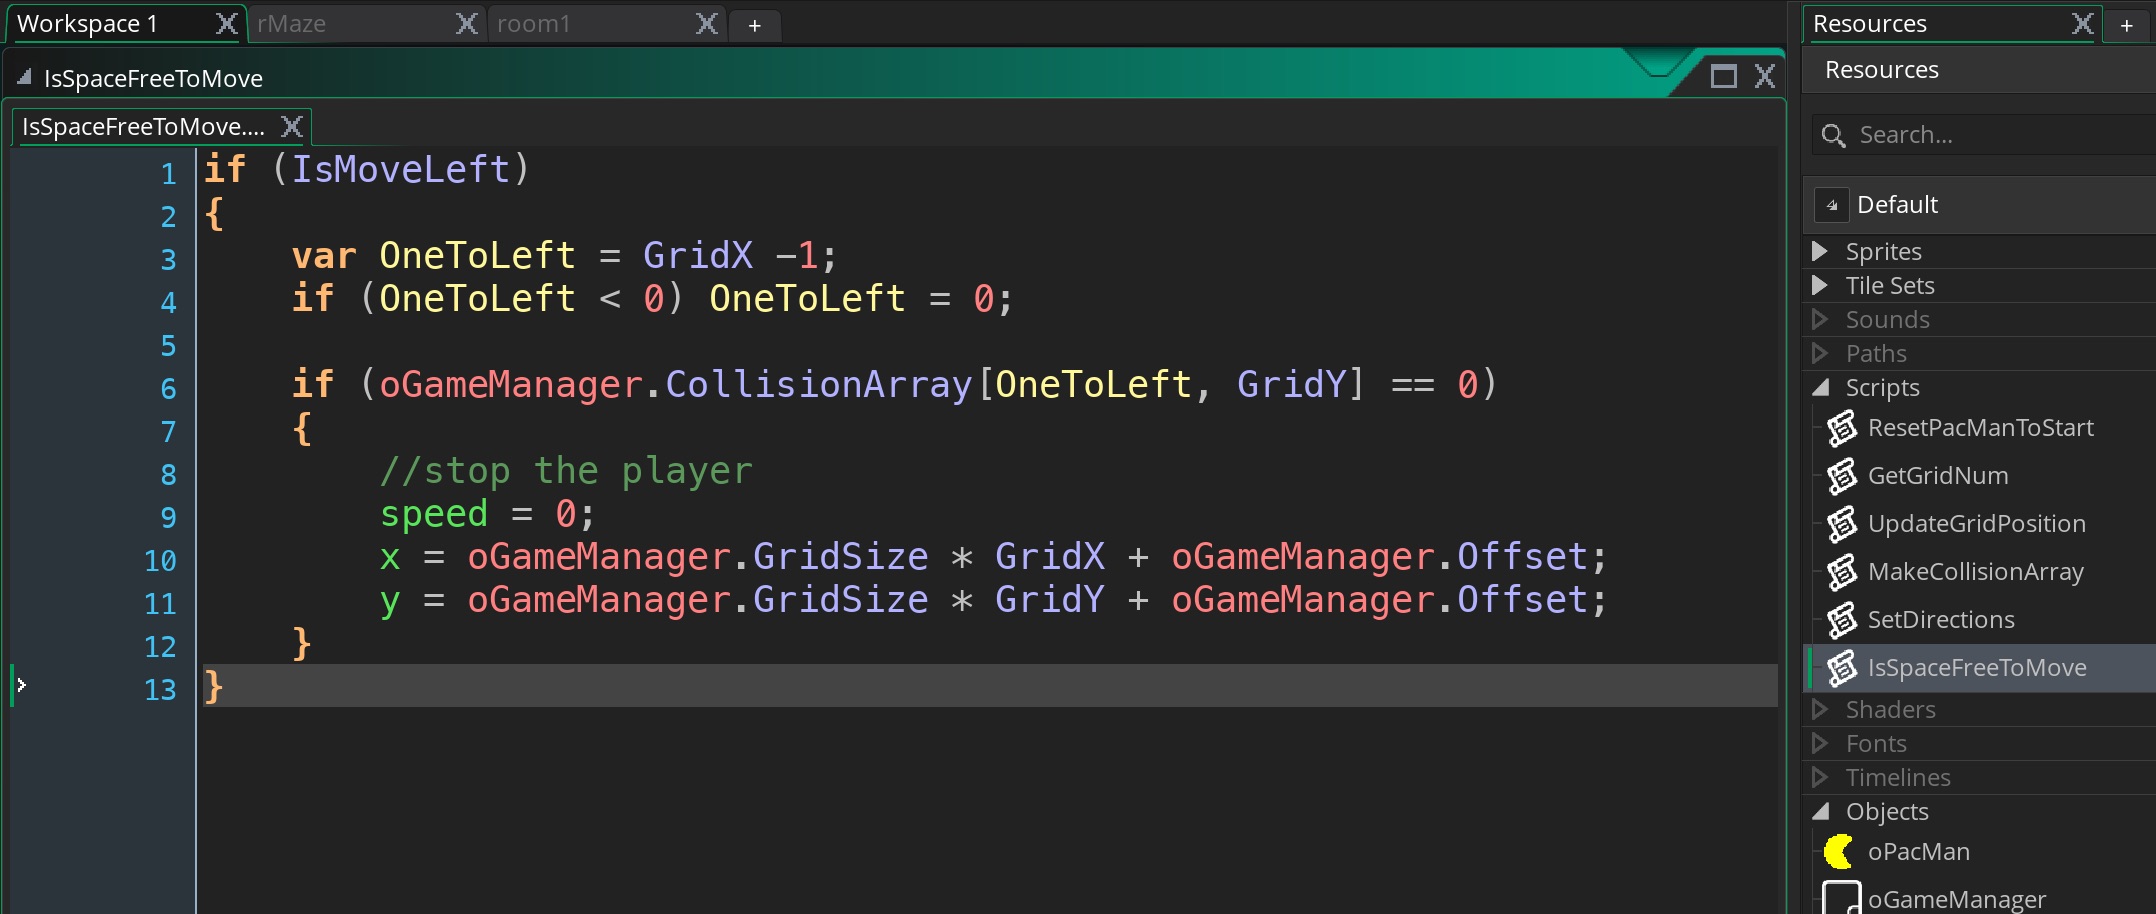 Workspace 1 rMaze room1 +
IsSpaceFreeToMove
IsSpaceFreeToMove....
1 if (IsMoveLeft)
2 {
3 var OneToLeft = GridX -1;
4 if (OneToLeft < 0) OneToLeft = 0;
5
6 if (oGameManager.CollisionArray[OneToLeft, GridY] == 0)
7 {
8 //stop the player
9 speed = 0;
10 x = oGameManager.GridSize * GridX + oGameManager.Offset;
11 y = oGameManager.GridSize * GridY + oGameManager.Offset;
12 }
13 }
Resources +
Resources
Search...
Default
Sprites
Tile Sets
Sounds
Paths
Scripts
ResetPacManToStart
GetGridNum
UpdateGridPosition
MakeCollisionArray
SetDirections
IsSpaceFreeToMove
Shaders
Fonts
Timelines
Objects
oPacMan
oGameManager